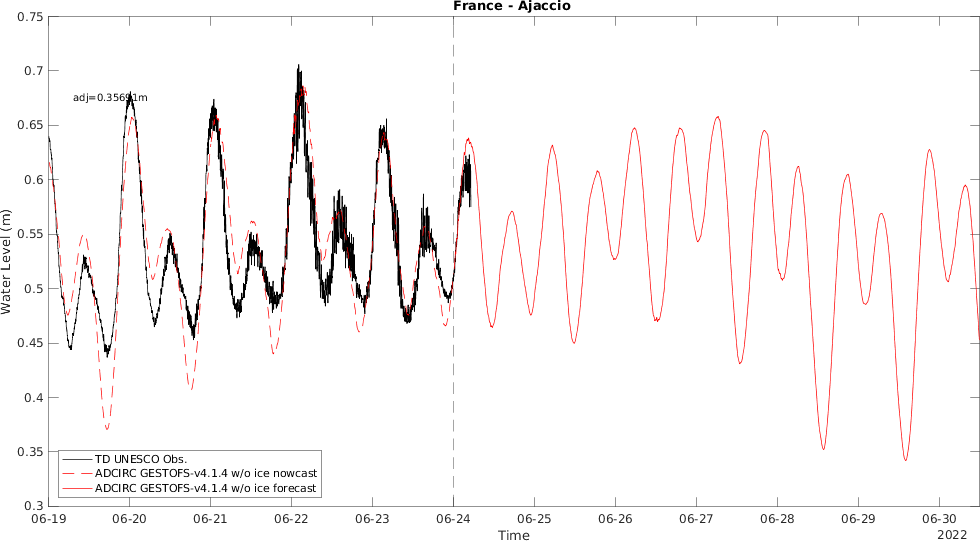 France - Ajaccio
0.75
0.7
0.65
0.6
0.55
0.5
0.45
0.4
0.35
0.3
Water Level (m)
adj=0.35691m
TD UNESCO Obs.
ADCIRC GESTOFS-v4.1.4 w/o ice nowcast
ADCIRC GESTOFS-v4.1.4 w/o ice forecast
06-19 06-20 06-21 06-22 06-23 06-24 06-25 06-26 06-27 06-28 06-29 06-30
Time
2022